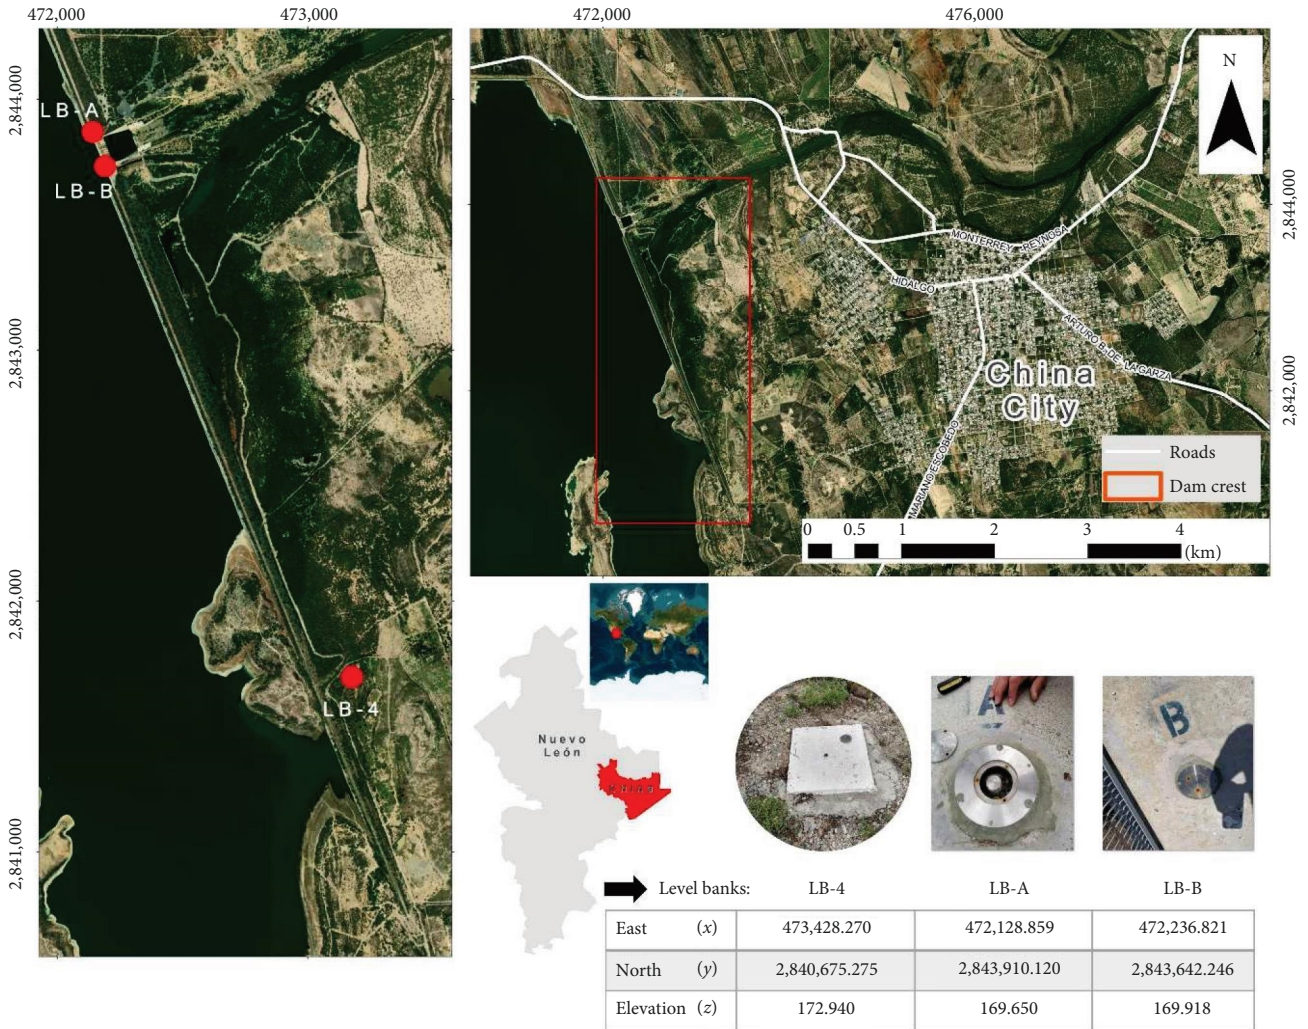 472,000 473,000
2,844,000
2,843,000
2,842,000
2,841,000
LB-A
LB-B
LB-4
472,000 476,000
2,844,000
2,842,000
N
MONTERREY - REYNOSA
HIDALGO
ARTURO B. DE LA GARZA
MARIANO ESCOBEDO
China
City
Roads
Dam crest
0 0.5 1 2 3 4
(km)
Nuevo
León
A
B
Level banks: LB-4 LB-A LB-B
East (x) 473,428.270 472,128.859 472,236.821
North (y) 2,840,675.275 2,843,910.120 2,843,642.246
Elevation (z) 172.940 169.650 169.918